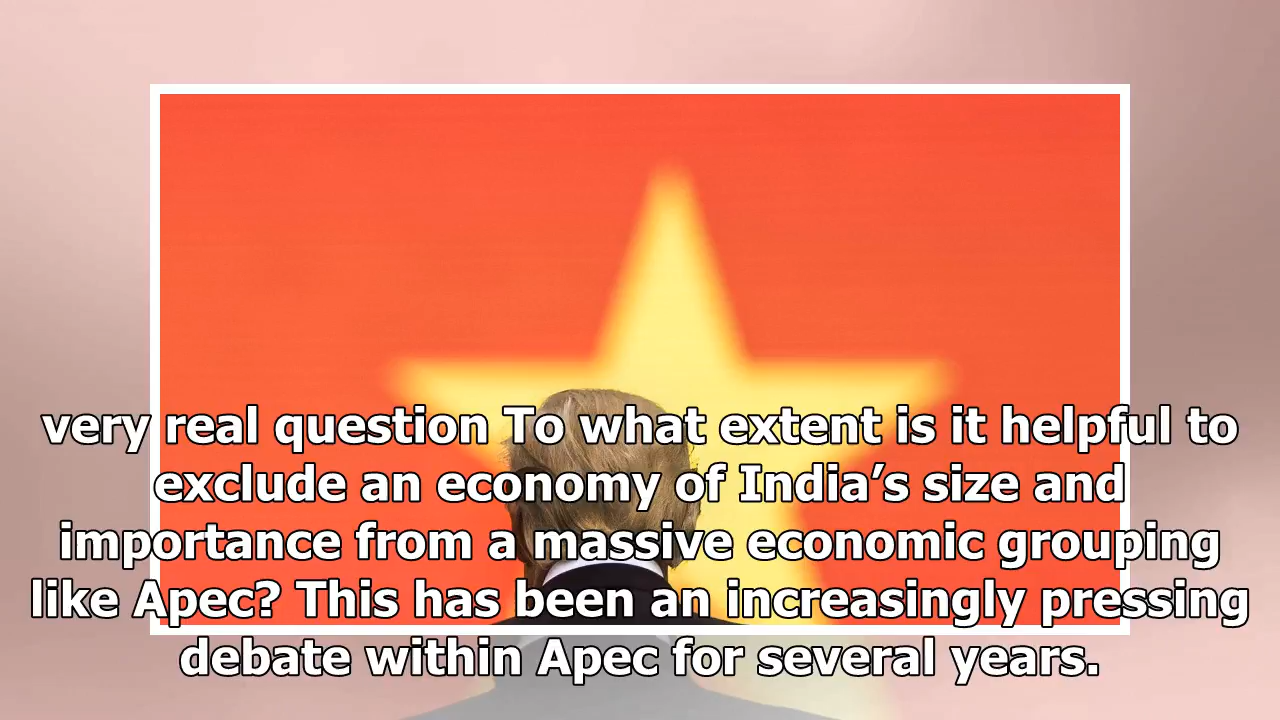 very real question To what extent is it helpful to
exclude an economy of India’s size and
importance from a massive economic grouping
like Apec? This has been an increasingly pressing
debate within Apec for several years.